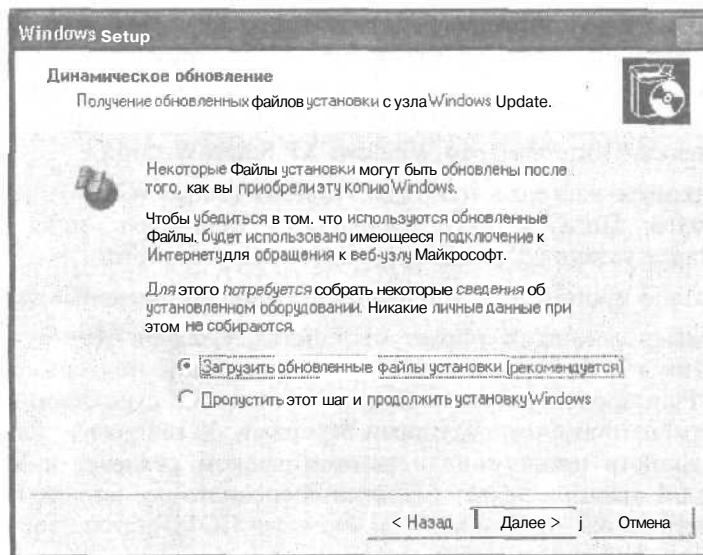 Windows Setup
Динамическое обновление
Получение обновленных файлов установки с узла Windows Update.
Некоторые Файлы установки могут быть обновлены после
того, как вы приобрели эту копию Windows.
Чтобы убедиться в том. что используются обновленные
Файлы. будет использовано имеющееся подключение к
Интернету для обращения к веб-узлу Майкрософт.
Для этого потребуется собрать некоторые сведения об
установленном оборудовании. Никакие личные данные при
этом не собираются.
Загрузить обновленные файлы установки [рекомендуется]
Пропустить этот шаг и продолжить установку Windows
< Назад Далее > j Отмена